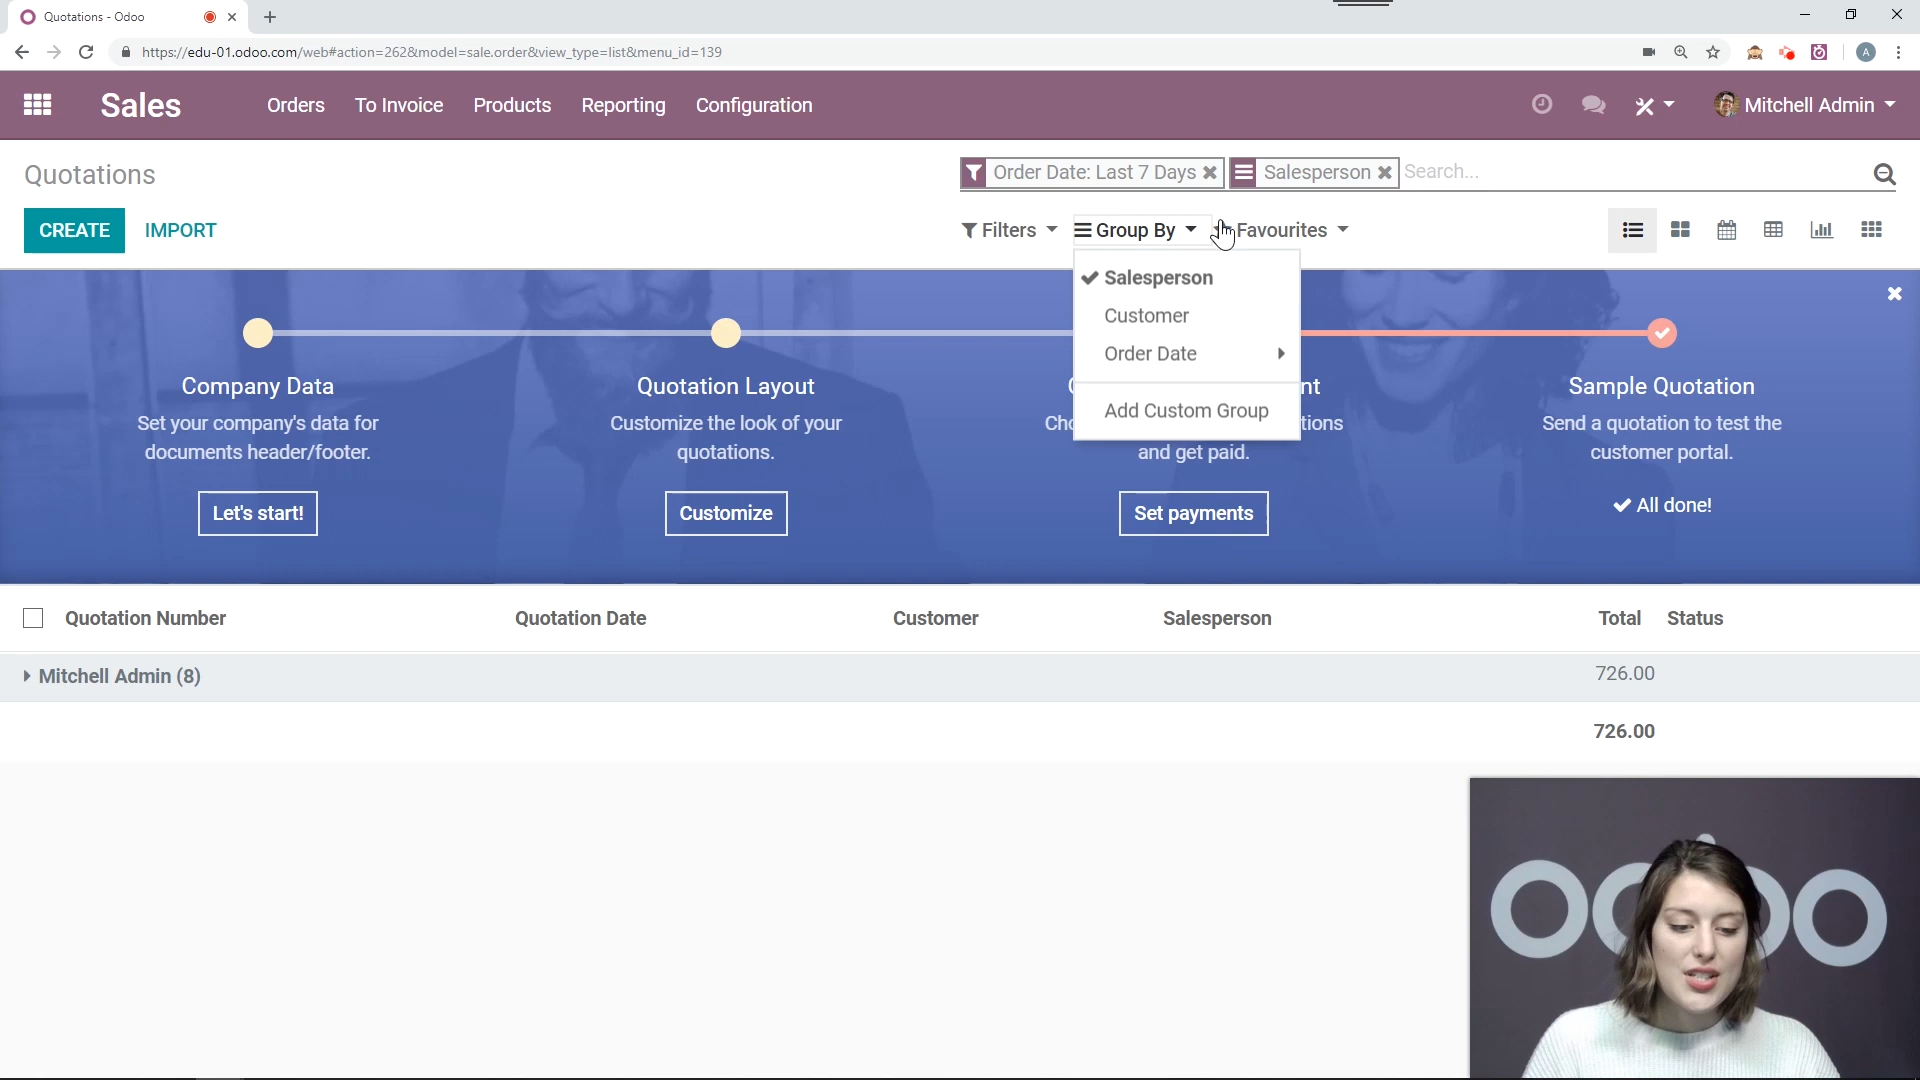 Quotations - Odoo
https://edu-01.odoo.com/web#action=262&model=sale.order&view_type=list&menu_id=139
A
Sales
Orders
To Invoice
Products
Reporting
Configuration
Mitchell Admin
Quotations
Order Date: Last 7 Days
Salesperson
Search...
CREATE
IMPORT
Filters
Group By
Favourites
Salesperson
Customer
Order Date
Add Custom Group
Company Data
Set your company's data for
documents header/footer.
Let's start!
Quotation Layout
Customize the look of your
quotations.
Customize
and get paid.
Set payments
Sample Quotation
Send a quotation to test the
customer portal.
All done!
Quotation Number
Quotation Date
Customer
Salesperson
Total
Status
Mitchell Admin (8)
726.00
726.00
odoo